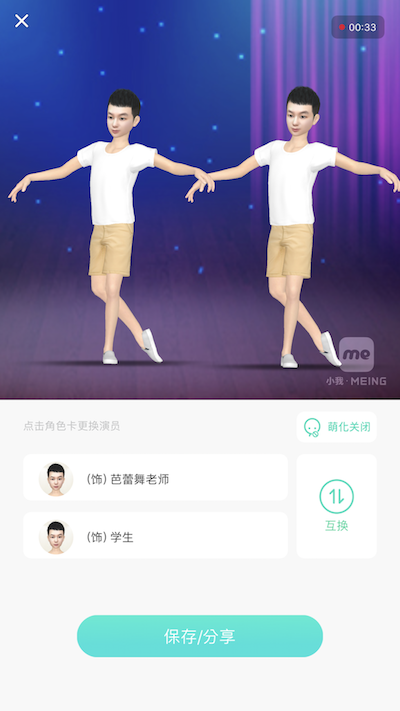 00:33
me
小我·MEING
点击角色卡更换演员
萌化关闭
(饰) 芭蕾舞老师
(饰) 学生
互换
保存/分享